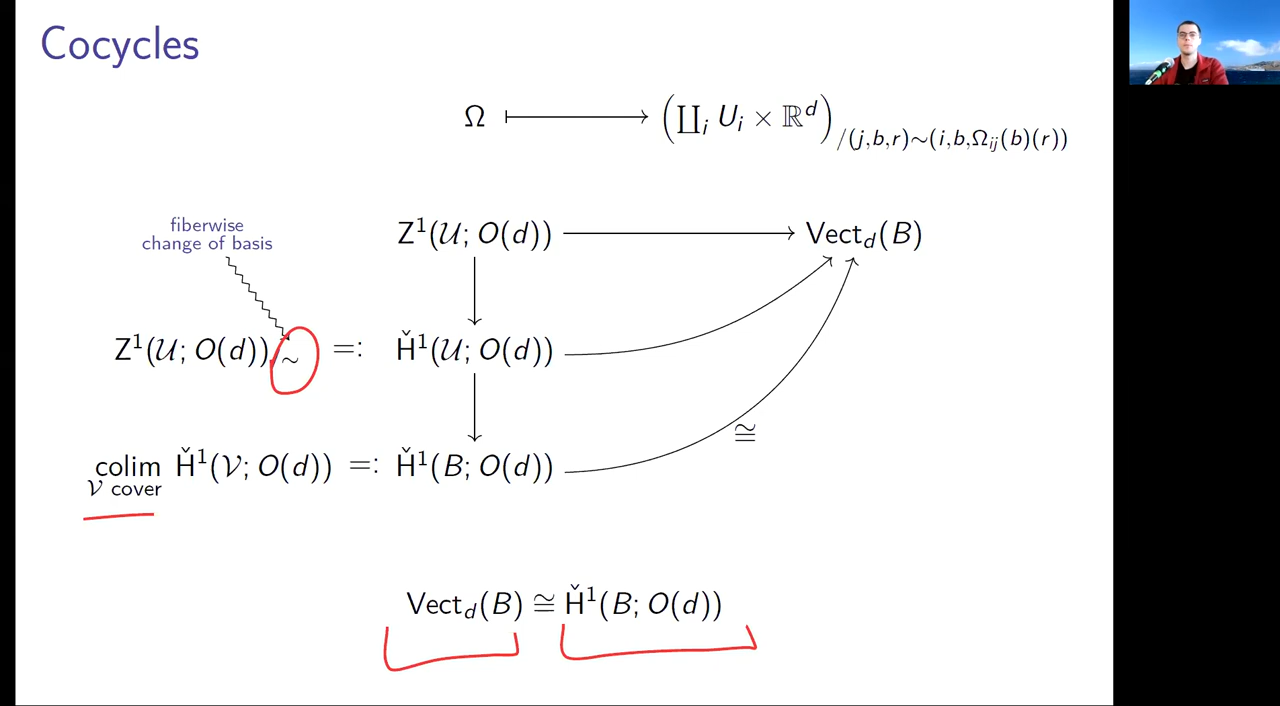 Cocycles
Ω ⟼ (∐ᵢ Uᵢ × ℝᵈ)/(j,b,r)∼(i,b,Ωᵢⱼ(b)(r))
fiberwise
change of basis
Z¹(𝒰; O(d)) ⟶ Vect_d(B)
Z¹(𝒰; O(d))/∼ =: Ȟ¹(𝒰; O(d))
≅
colim Ȟ¹(𝒱; O(d)) =: Ȟ¹(B; O(d))
𝒱 cover
Vect_d(B) ≅ Ȟ¹(B; O(d))